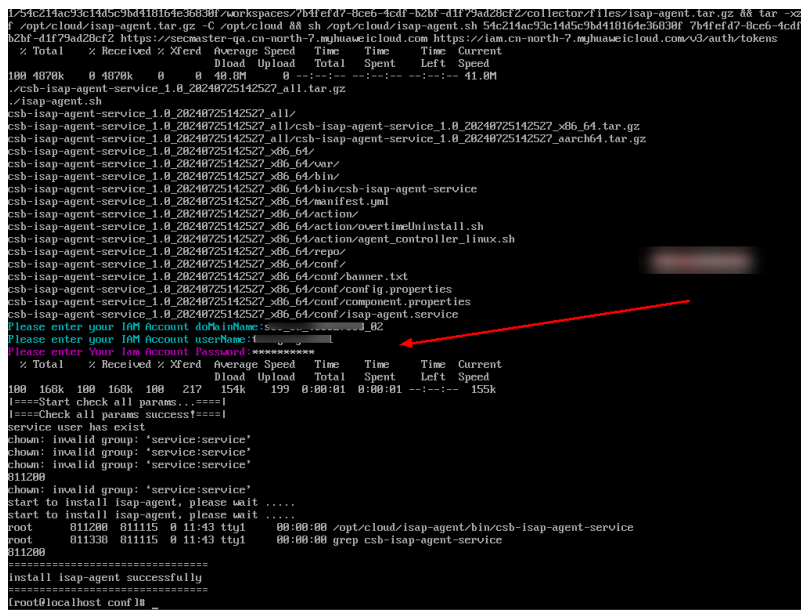 1/54c214ac93c14d5c9bd418164e36830f/workspaces/7b4fefd7-8ce6-4cdf-b2bf-d1f79ad28cf2/collector/files/isap-agent.tar.gz && tar -xz
f /opt/cloud/isap-agent.tar.gz -C /opt/cloud && sh /opt/cloud/isap-agent.sh 54c214ac93c14d5c9bd418164e36830f 7b4fefd7-8ce6-4cdf
b2bf-d1f79ad28cf2 https://secmaster-qa.cn-north-7.myhuaweicloud.com https://iam.cn-north-7.myhuaweicloud.com/v3/auth/tokens
% Total % Received % Xferd Average Speed Time Time Time Current
Dload Upload Total Spent Left Speed
100 4870k 0 4870k 0 0 40.8M 0 --:--:-- --:--:-- --:--:-- 41.0M
./csb-isap-agent-service_1.0_20240725142527_all.tar.gz
./isap-agent.sh
csb-isap-agent-service_1.0_20240725142527_all/
csb-isap-agent-service_1.0_20240725142527_all/csb-isap-agent-service_1.0_20240725142527_x86_64.tar.gz
csb-isap-agent-service_1.0_20240725142527_all/csb-isap-agent-service_1.0_20240725142527_aarch64.tar.gz
csb-isap-agent-service_1.0_20240725142527_x86_64/
csb-isap-agent-service_1.0_20240725142527_x86_64/var/
csb-isap-agent-service_1.0_20240725142527_x86_64/bin/
csb-isap-agent-service_1.0_20240725142527_x86_64/bin/csb-isap-agent-service
csb-isap-agent-service_1.0_20240725142527_x86_64/manifest.yml
csb-isap-agent-service_1.0_20240725142527_x86_64/action/
csb-isap-agent-service_1.0_20240725142527_x86_64/action/overtimeUninstall.sh
csb-isap-agent-service_1.0_20240725142527_x86_64/action/agent_controller_linux.sh
csb-isap-agent-service_1.0_20240725142527_x86_64/repo/
csb-isap-agent-service_1.0_20240725142527_x86_64/conf/
csb-isap-agent-service_1.0_20240725142527_x86_64/conf/banner.txt
csb-isap-agent-service_1.0_20240725142527_x86_64/conf/config.properties
csb-isap-agent-service_1.0_20240725142527_x86_64/conf/component.properties
csb-isap-agent-service_1.0_20240725142527_x86_64/conf/isap-agent.service
Please enter your IAM Account doMainName:
Please enter your IAM Account userName:
Please enter Your Iam Account Password:**********
% Total % Received % Xferd Average Speed Time Time Time Current
Dload Upload Total Spent Left Speed
100 168k 100 168k 100 217 154k 199 0:00:01 0:00:01 --:--:-- 155k
|====Start check all params...====|
|====Check all params success!====|
service user has exist
chown: invalid group: ‘service:service’
chown: invalid group: ‘service:service’
chown: invalid group: ‘service:service’
811200
chown: invalid group: ‘service:service’
start to install isap-agent, please wait .....
start to install isap-agent, please wait .....
root 811200 811115 0 11:43 tty1 00:00:00 /opt/cloud/isap-agent/bin/csb-isap-agent-service
root 811338 811115 0 11:43 tty1 00:00:00 grep csb-isap-agent-service
811200
================================
install isap-agent successfully
================================
[root@localhost conf]# _